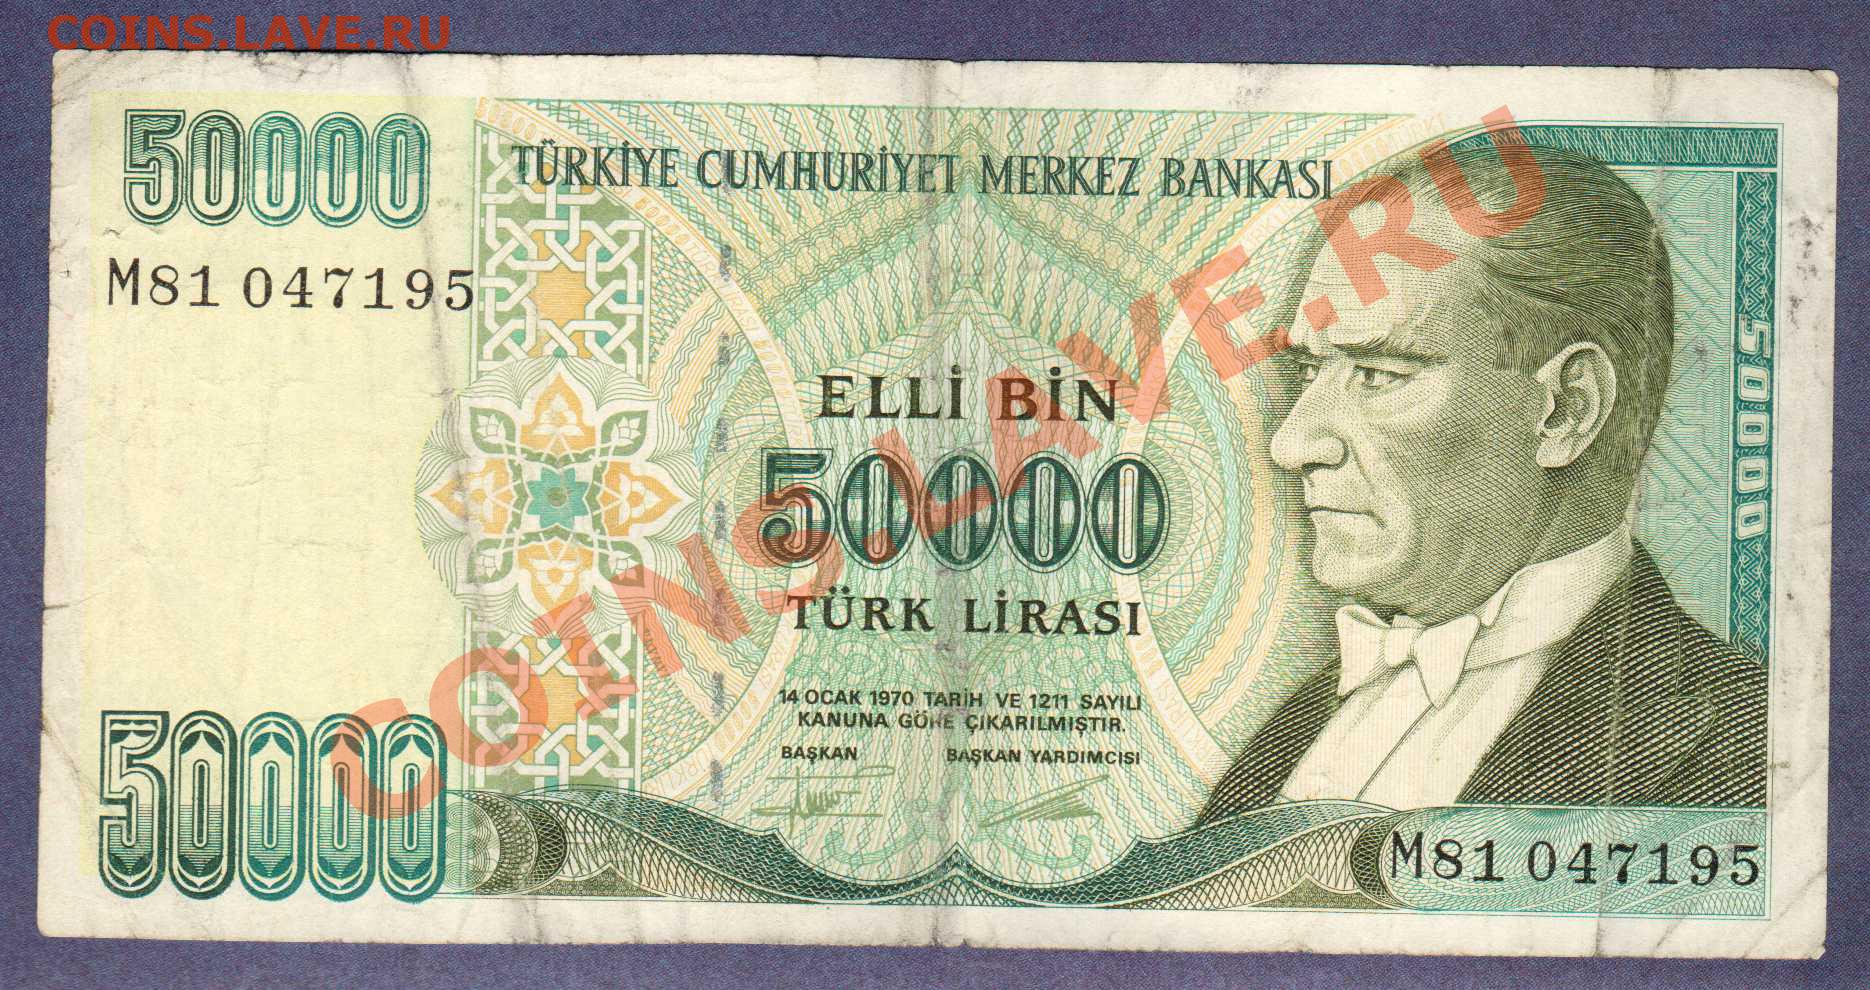 COINS.LAVE.RU
50000
TÜRKİYE CUMHURİYET MERKEZ BANKASI
M81 047195
ELLİ BİN
50000
50000
TÜRK LİRASI
14 OCAK 1970 TARİH VE 1211 SAYILI
KANUNA GÖRE ÇIKARILMIŞTIR.
BAŞKAN BAŞKAN YARDIMCISI
50000
M81 047195
COINS.LAVE.RU